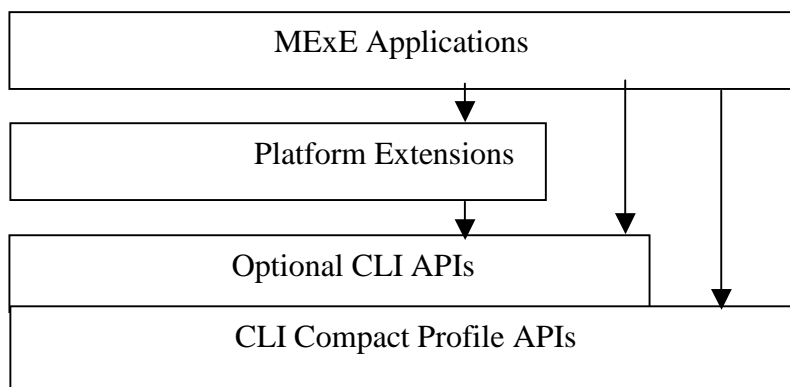 MExE Applications
Platform Extensions
Optional CLI APIs
CLI Compact Profile APIs